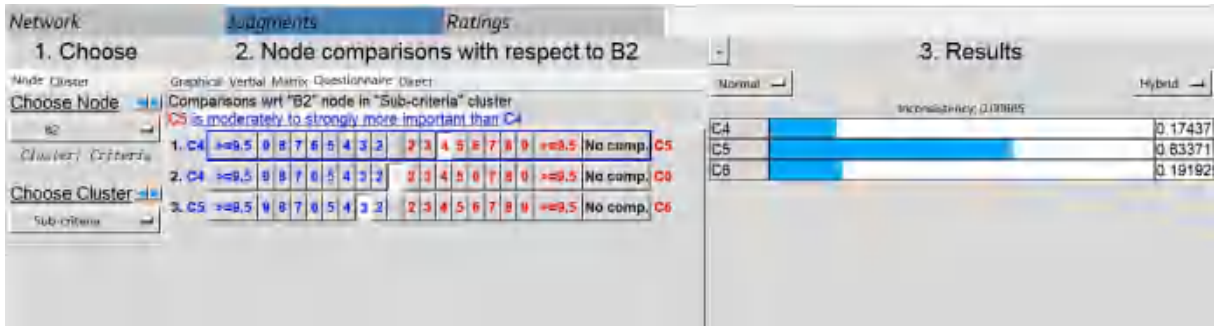 Network Judgments Ratings
1. Choose 2. Node comparisons with respect to B2 - 3. Results
Node Cluster Graphical Verbal Matrix Questionnaire Direct Normal Hybrid
Choose Node Comparisons wrt "B2" node in "Sub-criteria" cluster
C5 is moderately to strongly more important than C4 Inconsistency:
B2 1. C4 >=9.5 9 8 7 6 5 4 3 2 2 3 4 5 6 7 8 9 >=9.5 No comp. C5 C4 0.17437
Cluster: Criteria 2. C4 >=9.5 9 8 7 6 5 4 3 2 2 3 4 5 6 7 8 9 >=9.5 No comp. C6 C5 0.63371
Choose Cluster 3. C5 >=9.5 9 8 7 6 5 4 3 2 2 3 4 5 6 7 8 9 >=9.5 No comp. C6 C6 0.19192
Sub-criteria